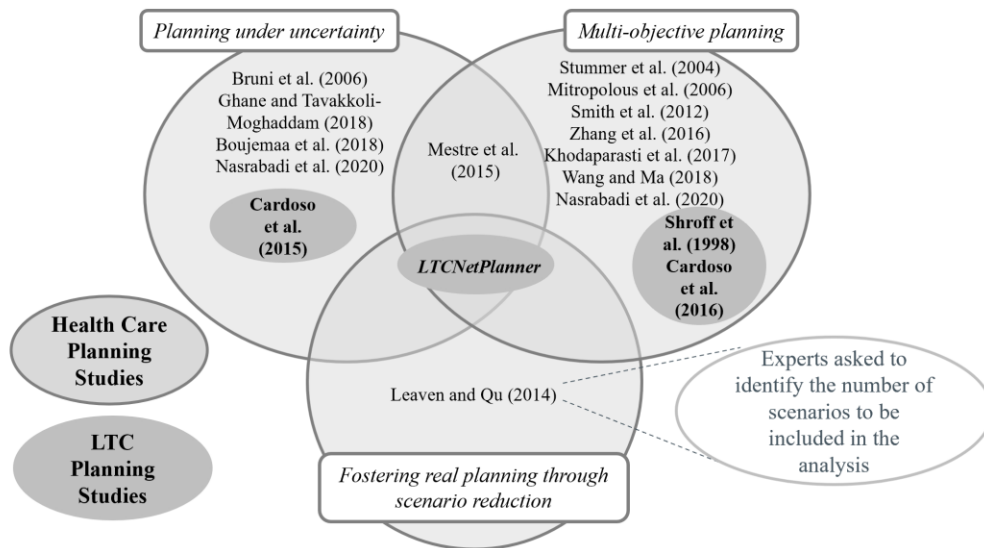 Planning under uncertainty
Multi-objective planning
Bruni et al. (2006)
Ghane and Tavakkoli-
Moghaddam (2018)
Boujemaa et al. (2018)
Nasrabadi et al. (2020)
Cardoso
et al.
(2015)
Mestre et al.
(2015)
Stummer et al. (2004)
Mitropolous et al. (2006)
Smith et al. (2012)
Zhang et al. (2016)
Khodaparasti et al. (2017)
Wang and Ma (2018)
Nasrabadi et al. (2020)
Shroff et
al. (1998)
Cardoso
et al.
(2016)
LTCNetPlanner
Health Care
Planning
Studies
LTC
Planning
Studies
Leaven and Qu (2014)
Experts asked to
identify the number of
scenarios to be
included in the
analysis
Fostering real planning through
scenario reduction